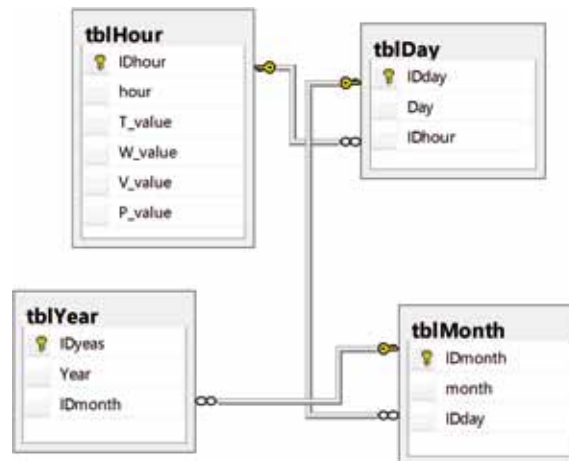 tblHour
IDhour
hour
T_value
W_value
V_value
P_value
tblDay
IDday
Day
IDhour
tblYear
IDyeas
Year
IDmonth
tblMonth
IDmonth
month
IDday